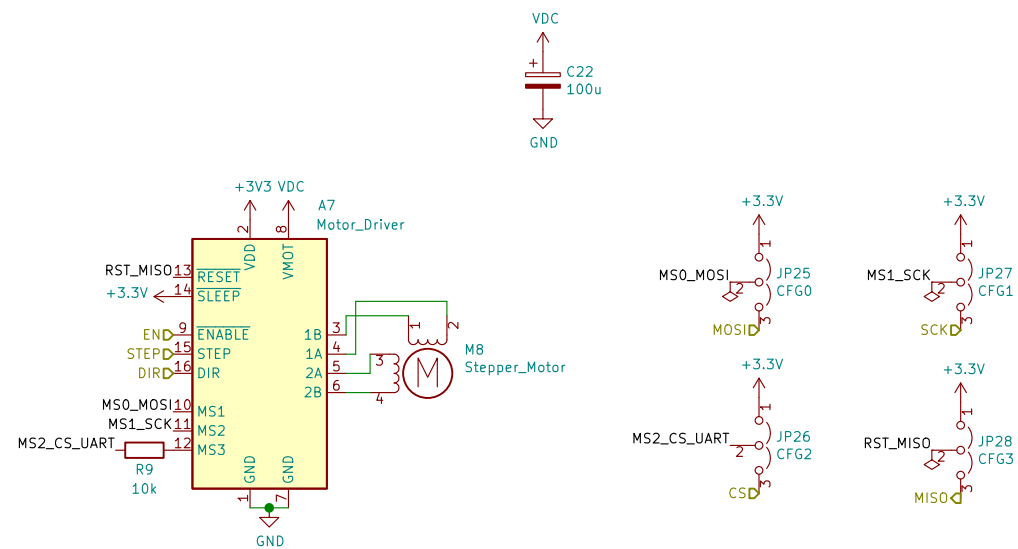 VDC
+
C22
100u
GND
+3V3 VDC
A7
Motor_Driver
2
8
VDD
VMOT
RST_MISO 13 RESET
+3.3V 14 SLEEP
EN 9 ENABLE
STEP 15 STEP
DIR 16 DIR
MS0_MOSI 10 MS1
MS1_SCK 11 MS2
MS2_CS_UART 12 MS3
R9
10k
1B 3
1A 4
2A 5
2B 6
1
2
3
4
M
M8
Stepper_Motor
GND
GND
1
7
GND
+3.3V
1
MS0_MOSI
2
JP25
CFG0
3
MOSI
+3.3V
1
MS1_SCK
2
JP27
CFG1
3
SCK
+3.3V
1
MS2_CS_UART
2
JP26
CFG2
3
CS
+3.3V
1
RST_MISO
2
JP28
CFG3
3
MISO